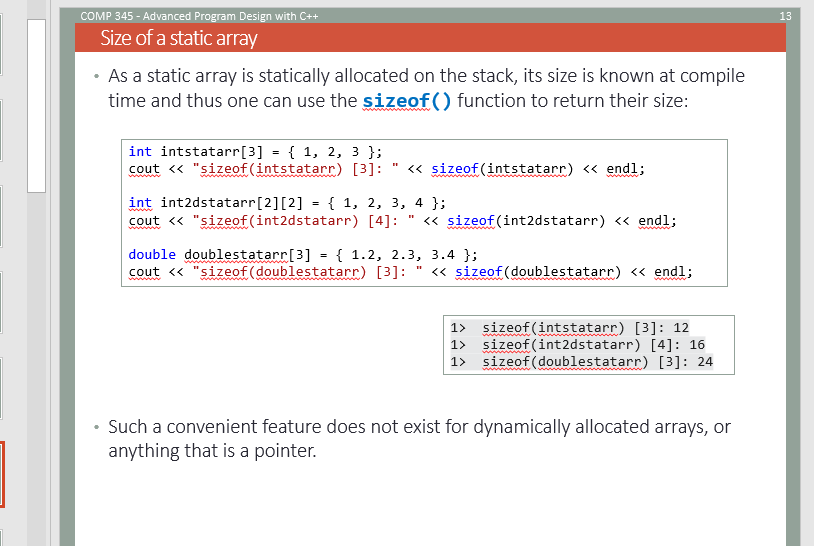 COMP 345 - Advanced Program Design with C++
13
Size of a static array
• As a static array is statically allocated on the stack, its size is known at compile
time and thus one can use the sizeof() function to return their size:
int intstatarr[3] = { 1, 2, 3 };
cout << "sizeof(intstatarr) [3]: " << sizeof(intstatarr) << endl;
int int2dstatarr[2][2] = { 1, 2, 3, 4 };
cout << "sizeof(int2dstatarr) [4]: " << sizeof(int2dstatarr) << endl;
double doublestatarr[3] = { 1.2, 2.3, 3.4 };
cout << "sizeof(doublestatarr) [3]: " << sizeof(doublestatarr) << endl;
1>  sizeof(intstatarr) [3]: 12
1>  sizeof(int2dstatarr) [4]: 16
1>  sizeof(doublestatarr) [3]: 24
• Such a convenient feature does not exist for dynamically allocated arrays, or
anything that is a pointer.